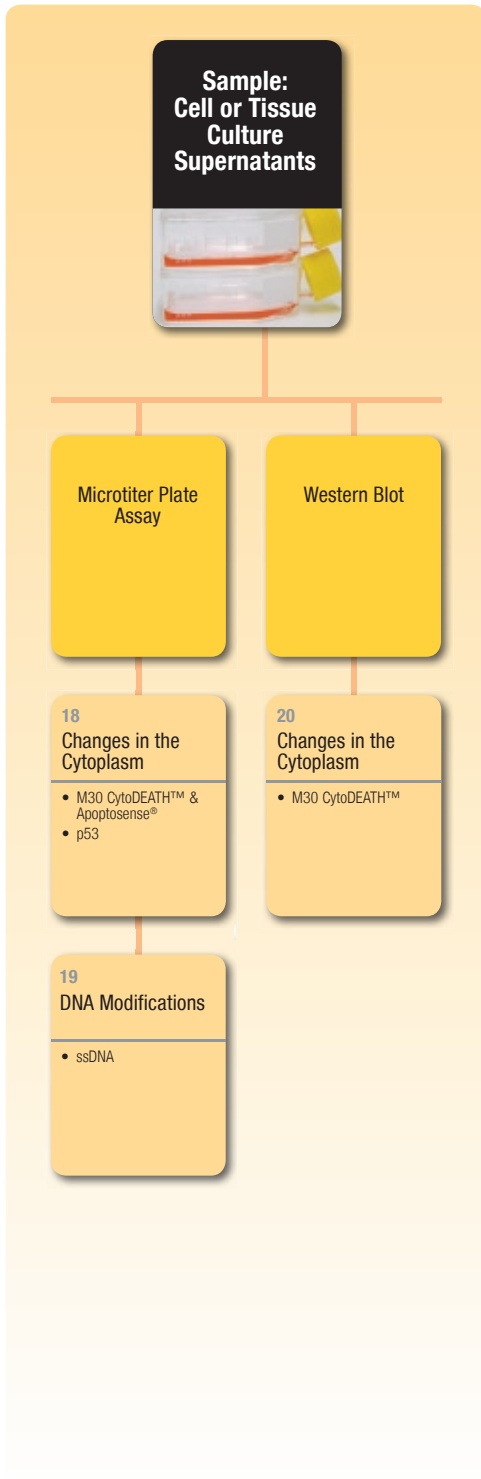 Sample:
Cell or Tissue
Culture
Supernatants
Microtiter Plate
Assay
Western Blot
18
Changes in the
Cytoplasm
• M30 CytoDEATH™ &
Apoptosense®
• p53
20
Changes in the
Cytoplasm
• M30 CytoDEATH™
19
DNA Modifications
• ssDNA